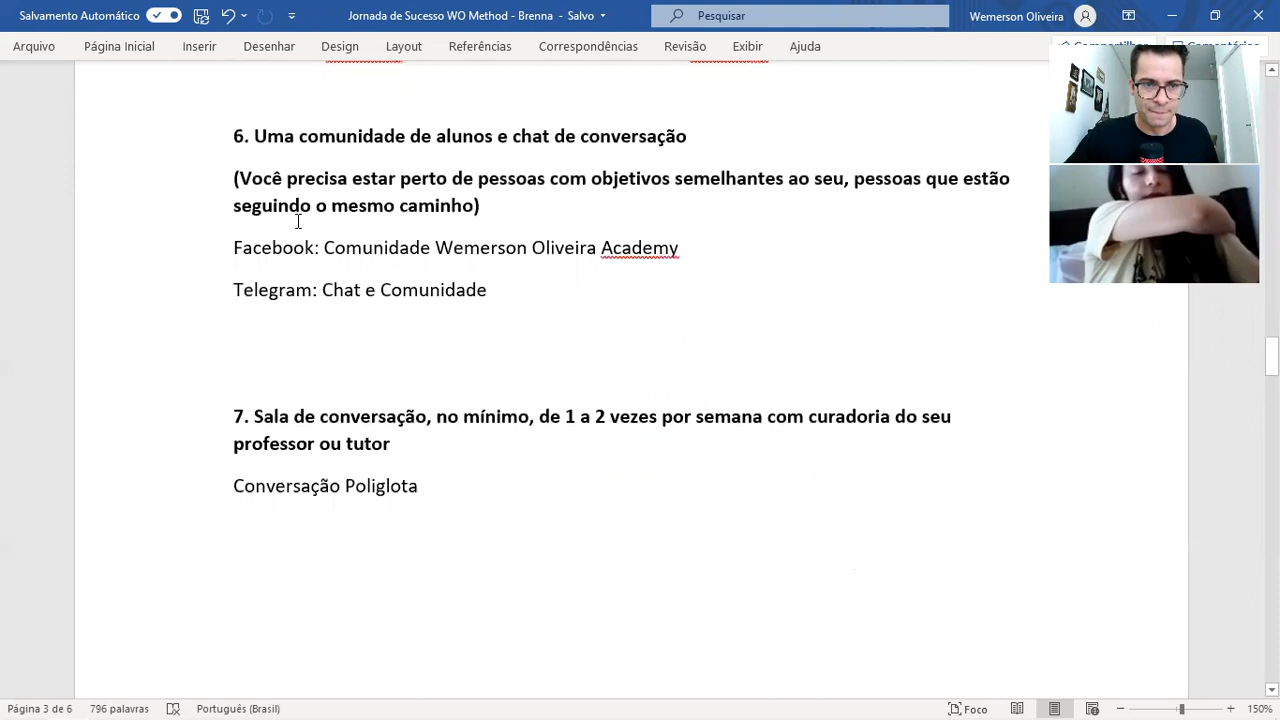 Salvamento Automático
Jornada de Sucesso WO Method - Brenna - Salvo
Pesquisar
Wemerson Oliveira
Arquivo Página Inicial Inserir Desenhar Design Layout Referências Correspondências Revisão Exibir Ajuda
6. Uma comunidade de alunos e chat de conversação
(Você precisa estar perto de pessoas com objetivos semelhantes ao seu, pessoas que estão
seguindo o mesmo caminho)
Facebook: Comunidade Wemerson Oliveira Academy
Telegram: Chat e Comunidade
7. Sala de conversação, no mínimo, de 1 a 2 vezes por semana com curadoria do seu
professor ou tutor
Conversação Poliglota
Página 3 de 6 796 palavras Português (Brasil) Foco 150%